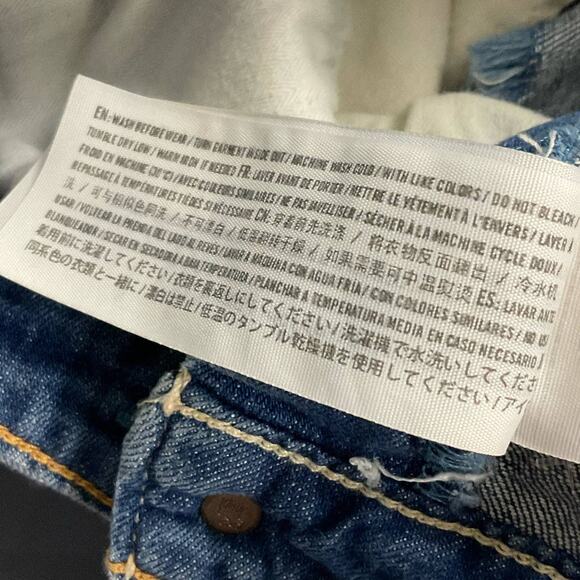 EN: WASH BEFORE WEAR / TURN GARMENT INSIDE OUT / MACHINE WASH COLD / WITH LIKE COLORS / DO NOT BLEACH
TUMBLE DRY LOW / WARM IRON IF NEEDED FR: LAVER AVANT DE PORTER / METTRE LE VÊTEMENT À L'ENVERS / LAVER À
FROID EN MACHINE / AVEC COULEURS SIMILAIRES / NE PAS JAVELLISER / SÉCHER À LA MACHINE CYCLE DOUX /
REPASSAGE À TEMPÉRATURE TIÈDE SI NÉCESSAIRE CN: 穿着前先洗涤 / 将衣物反面翻出 / 冷水机
洗 / 可与相似色同洗 / 不可漂白 / 低温翻转干燥 / 如果需要可中温熨烫 ES: LAVAR ANTE
USAR / VOLTEAR LA PRENDA DEL LADO AL REVÉS / LAVAR A MAQUINA CON AGUA FRÍA / CON COLORES SIMILARES / NO US
BLANQUEADOR / SECAR EN SECADORA A BAJA TEMPERATURA / PLANCHAR A TEMPERATURA MEDIA EN CASO NECESARIO
着用前に洗濯してください/衣類を裏返しにしてください/洗濯機で水洗いしてくださ
同系色の衣類と一緒に/漂白は禁止/低温のタンブル乾燥機を使用してください/アイ